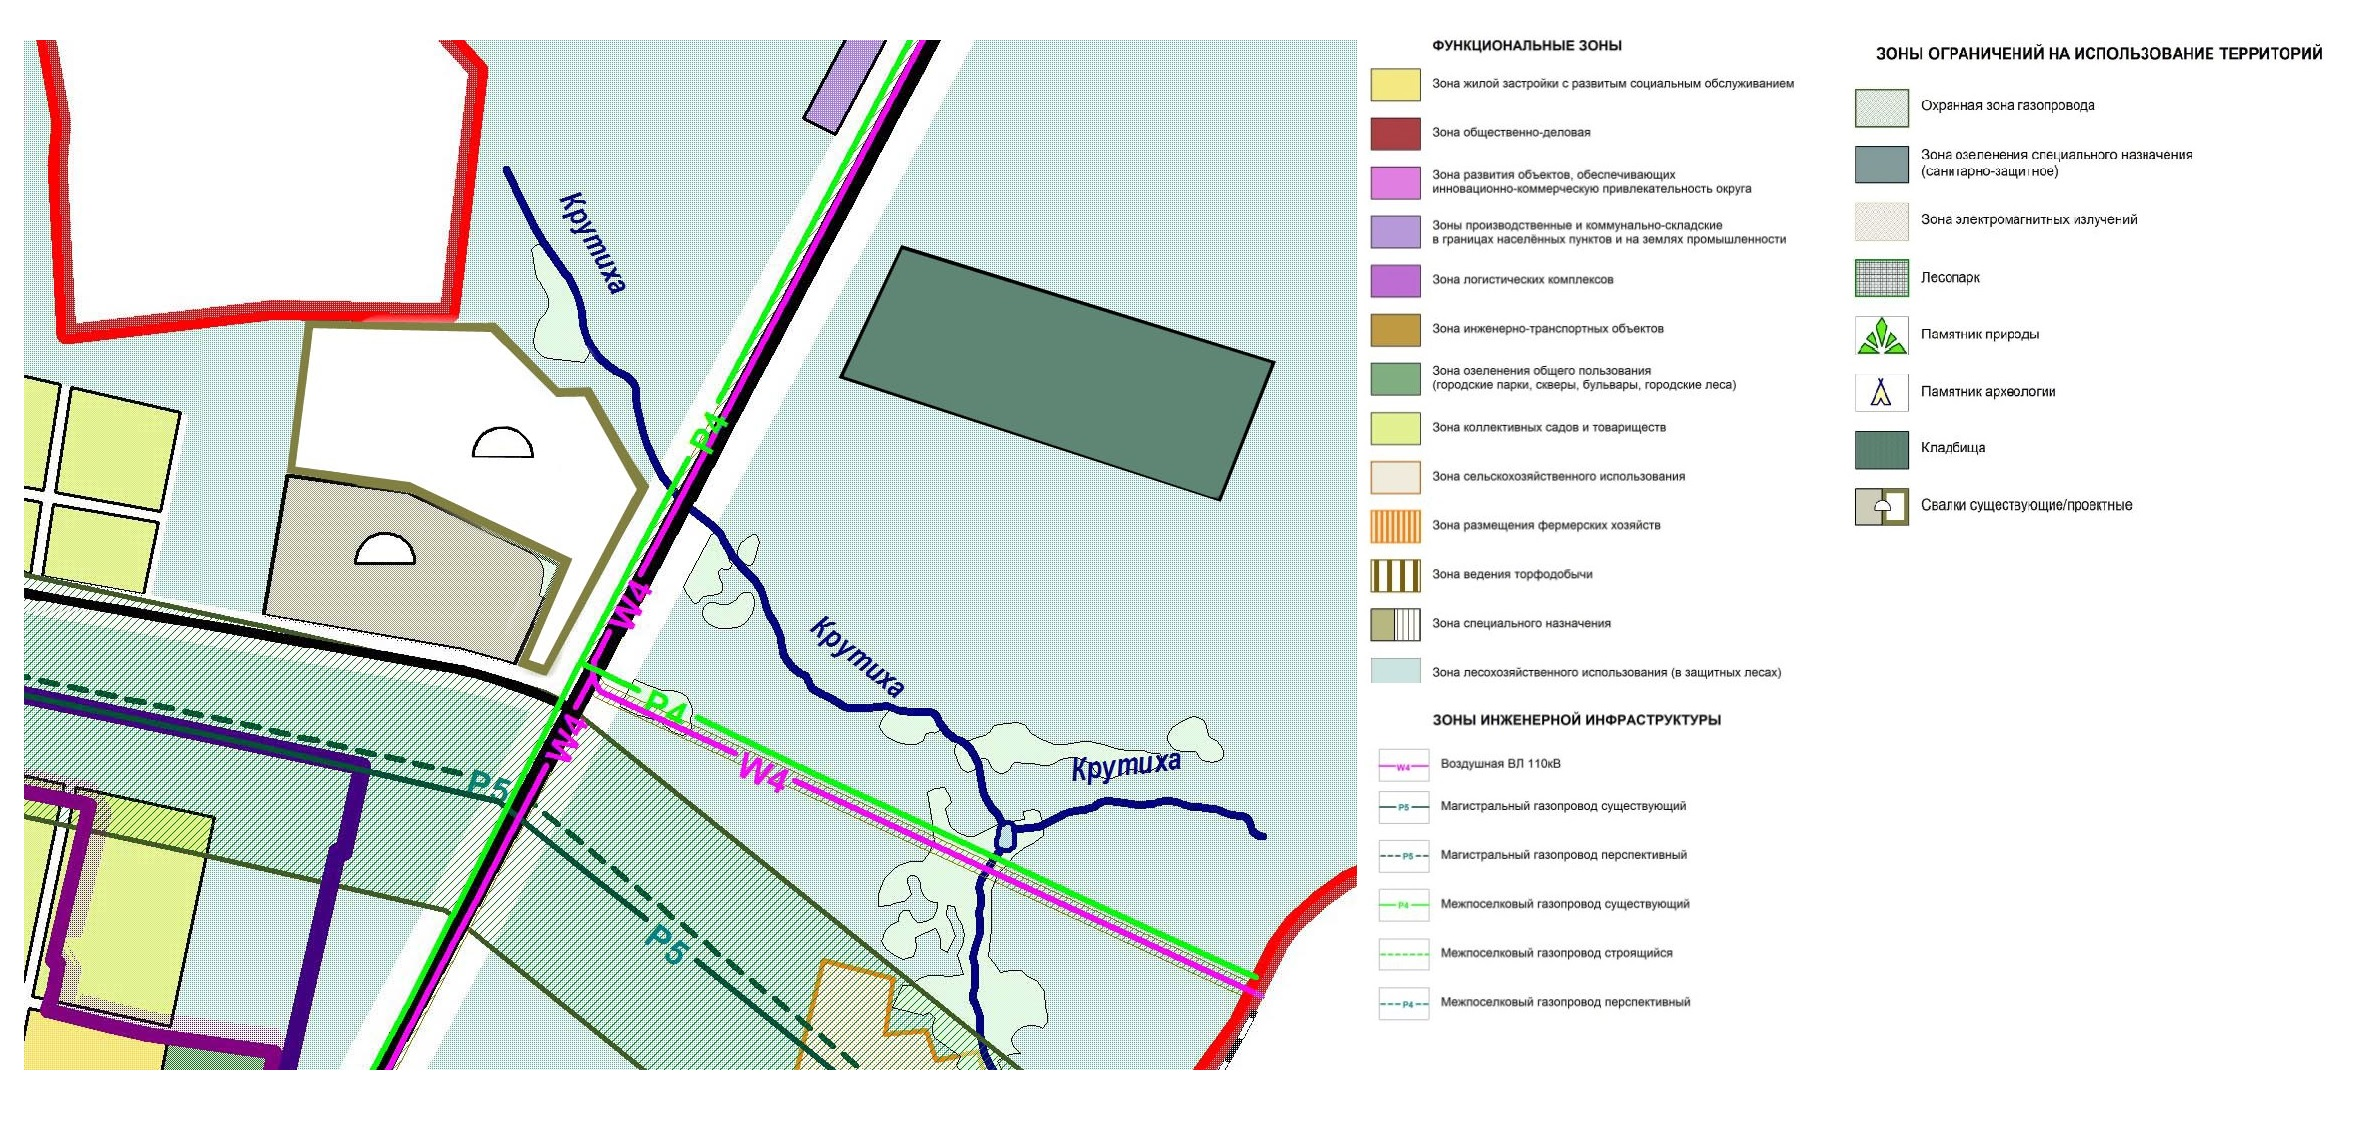 Крутиха
P4
W4
Крутиха
P4
W4
W4
Крутиха
P5
P5
ФУНКЦИОНАЛЬНЫЕ ЗОНЫ
Зона жилой застройки с развитым социальным обслуживанием
Зона общественно-деловая
Зона развития объектов, обеспечивающих
инновационно-коммерческую привлекательность округа
Зоны производственные и коммунально-складские
в границах населённых пунктов и на землях промышленности
Зона логистических комплексов
Зона инженерно-транспортных объектов
Зона озеленения общего пользования
(городские парки, скверы, бульвары, городские леса)
Зона коллективных садов и товариществ
Зона сельскохозяйственного использования
Зона размещения фермерских хозяйств
Зона ведения торфодобычи
Зона специального назначения
Зона лесохозяйственного использования (в защитных лесах)
ЗОНЫ ИНЖЕНЕРНОЙ ИНФРАСТРУКТУРЫ
W4 Воздушная ВЛ 110кВ
P5 Магистральный газопровод существующий
P5 Магистральный газопровод перспективный
P4 Межпоселковый газопровод существующий
Межпоселковый газопровод строящийся
P4 Межпоселковый газопровод перспективный
ЗОНЫ ОГРАНИЧЕНИЙ НА ИСПОЛЬЗОВАНИЕ ТЕРРИТОРИЙ
Охранная зона газопровода
Зона озеленения специального назначения
(санитарно-защитное)
Зона электромагнитных излучений
Лесопарк
Памятник природы
Памятник археологии
Кладбища
Свалки существующие/проектные